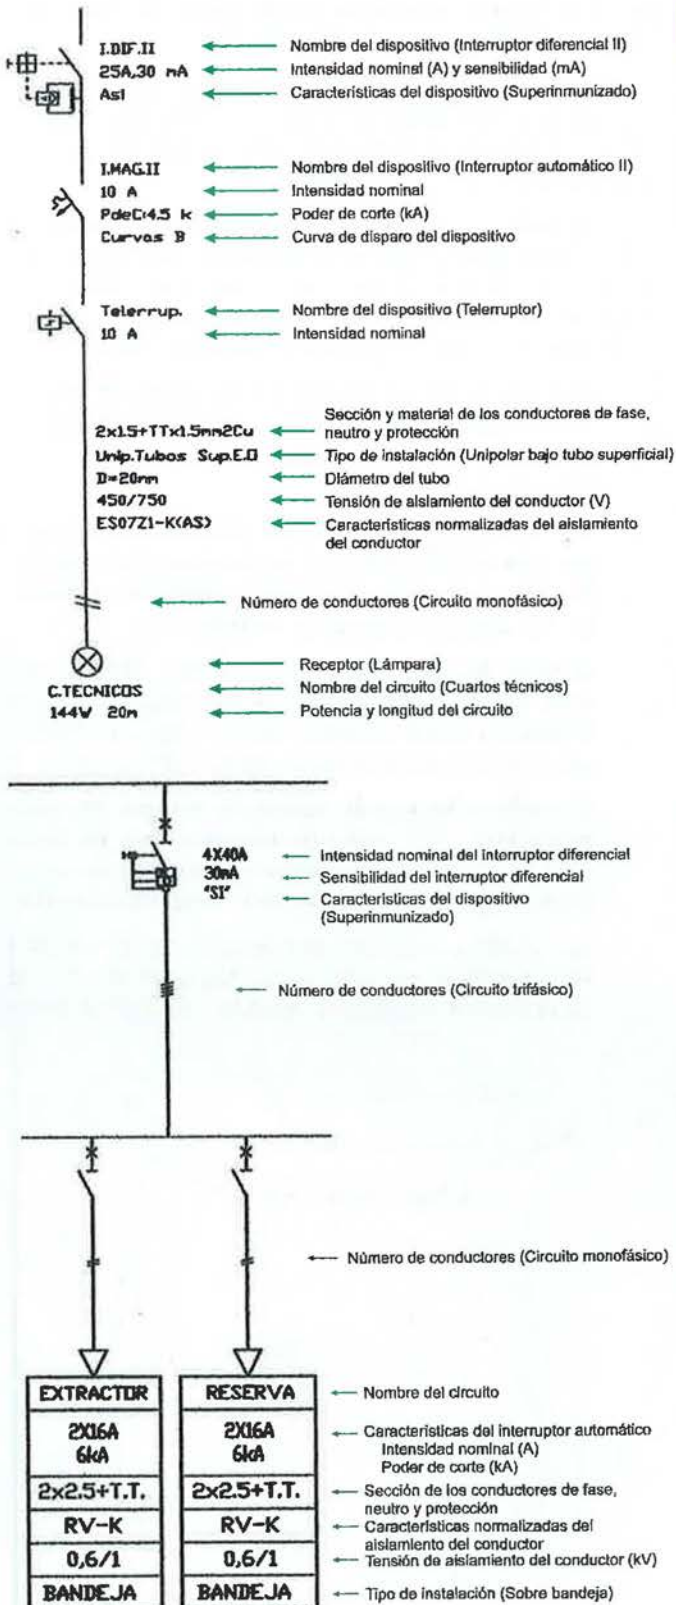 I.DIF.II Nombre del dispositivo (Interruptor diferencial II)
25A,30 mA Intensidad nominal (A) y sensibilidad (mA)
Asl Características del dispositivo (Superinmunizado)
I.MAG.II Nombre del dispositivo (Interruptor automático II)
10 A Intensidad nominal
PdeC:4.5 k Poder de corte (kA)
Curvas B Curva de disparo del dispositivo
Telerrup. Nombre del dispositivo (Telerruptor)
10 A Intensidad nominal
2x1.5+TTx1.5mm2Cu Sección y material de los conductores de fase,
neutro y protección
Unip.Tubos Sup.E.O Tipo de instalación (Unipolar bajo tubo superficial)
D=20mm Diámetro del tubo
450/750 Tensión de aislamiento del conductor (V)
ES07Z1-K(AS) Características normalizadas del aislamiento
del conductor
Número de conductores (Circuito monofásico)
Receptor (Lámpara)
C.TECNICOS Nombre del circuito (Cuartos técnicos)
144W 20m Potencia y longitud del circuito
4X40A Intensidad nominal del interruptor diferencial
30mA Sensibilidad del interruptor diferencial
"SI" Características del dispositivo
(Superinmunizado)
Número de conductores (Circuito trifásico)
Número de conductores (Circuito monofásico)
EXTRACTOR RESERVA Nombre del circuito
2X16A 2X16A Características del interruptor automático
6kA 6kA Intensidad nominal (A)
Poder de corte (kA)
2x2.5+T.T. 2x2.5+T.T. Sección de los conductores de fase,
neutro y protección
RV-K RV-K Características normalizadas del
aislamiento del conductor
0,6/1 0,6/1 Tensión de aislamiento del conductor (kV)
BANDEJA BANDEJA Tipo de instalación (Sobre bandeja)